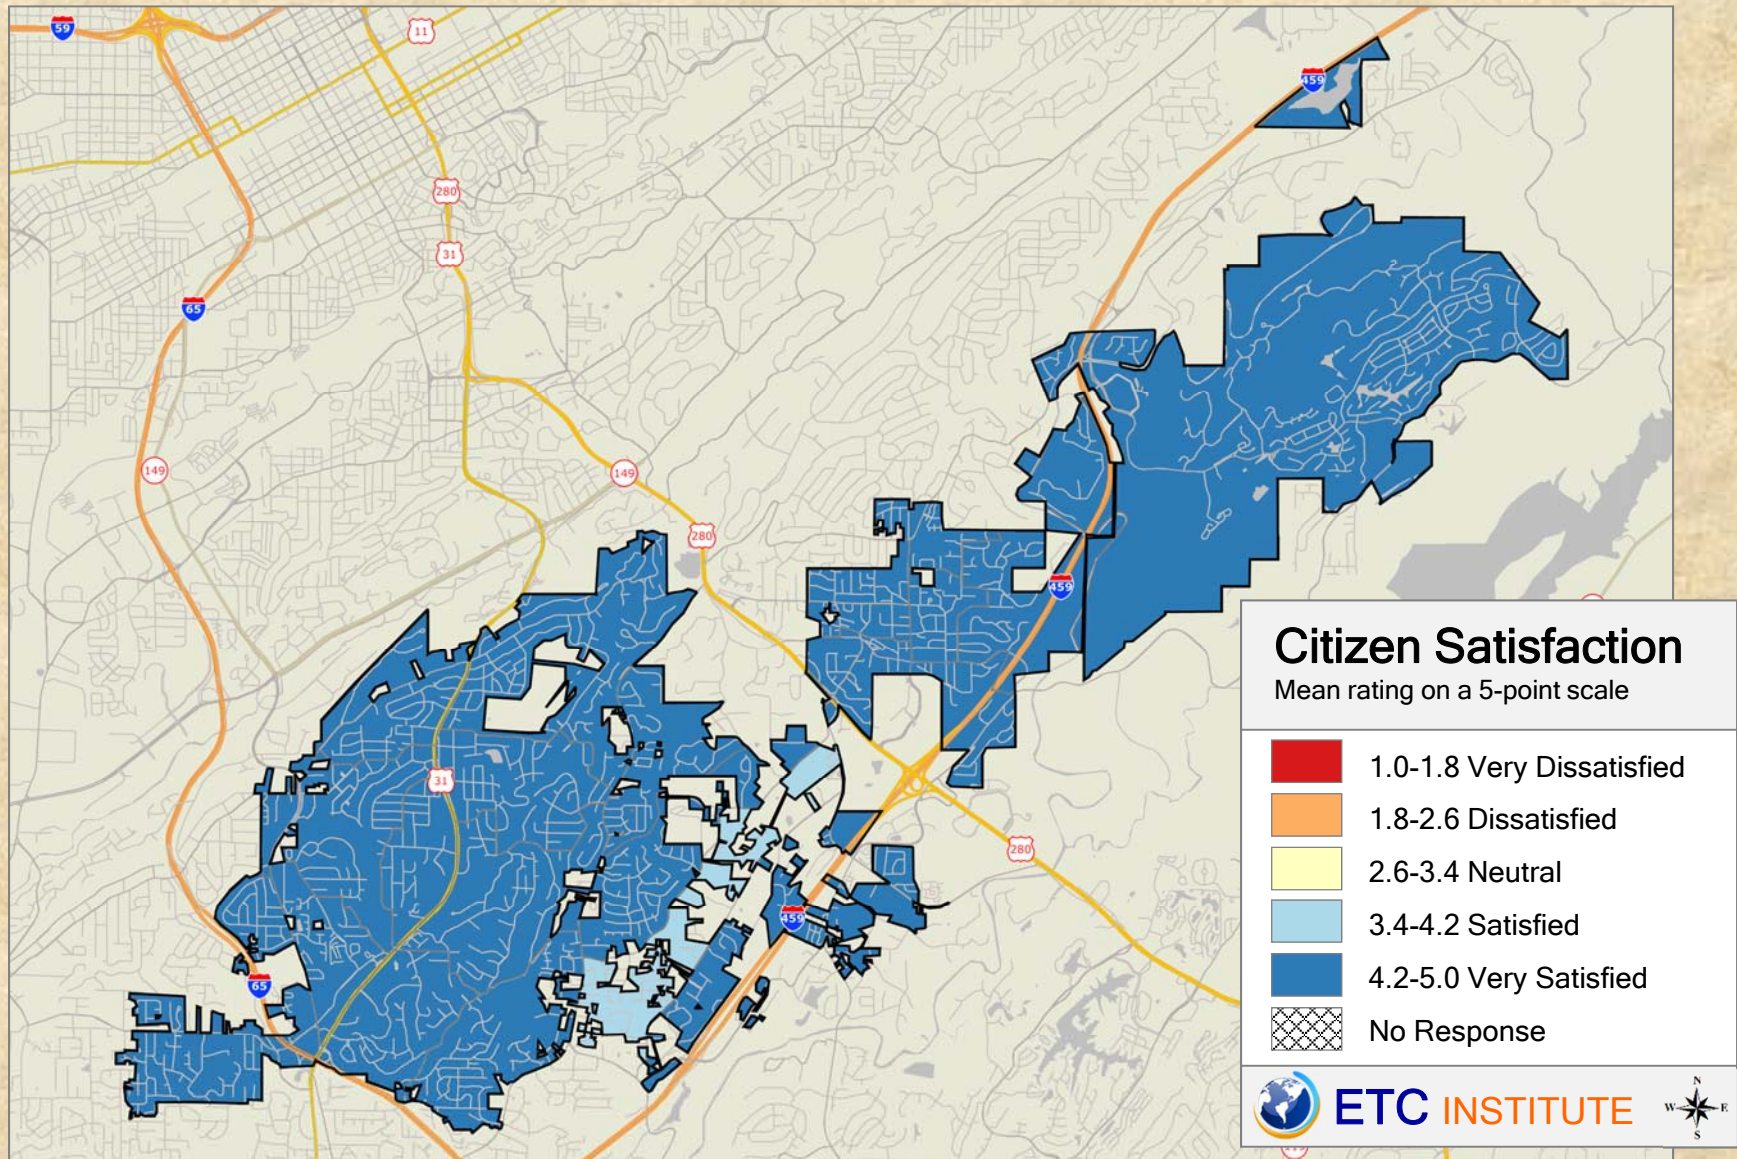 59
11
459
280
31
65
149
149
280
459
31
280
459
65
Citizen Satisfaction
Mean rating on a 5-point scale
1.0-1.8 Very Dissatisfied
1.8-2.6 Dissatisfied
2.6-3.4 Neutral
3.4-4.2 Satisfied
4.2-5.0 Very Satisfied
No Response
ETC INSTITUTE
N
W E
S